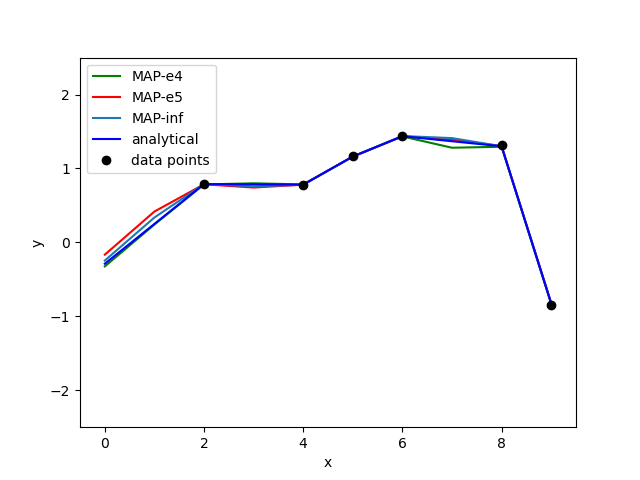 MAP-e4
MAP-e5
MAP-inf
analytical
data points
2
1
0
−1
−2
y
0 2 4 6 8
x